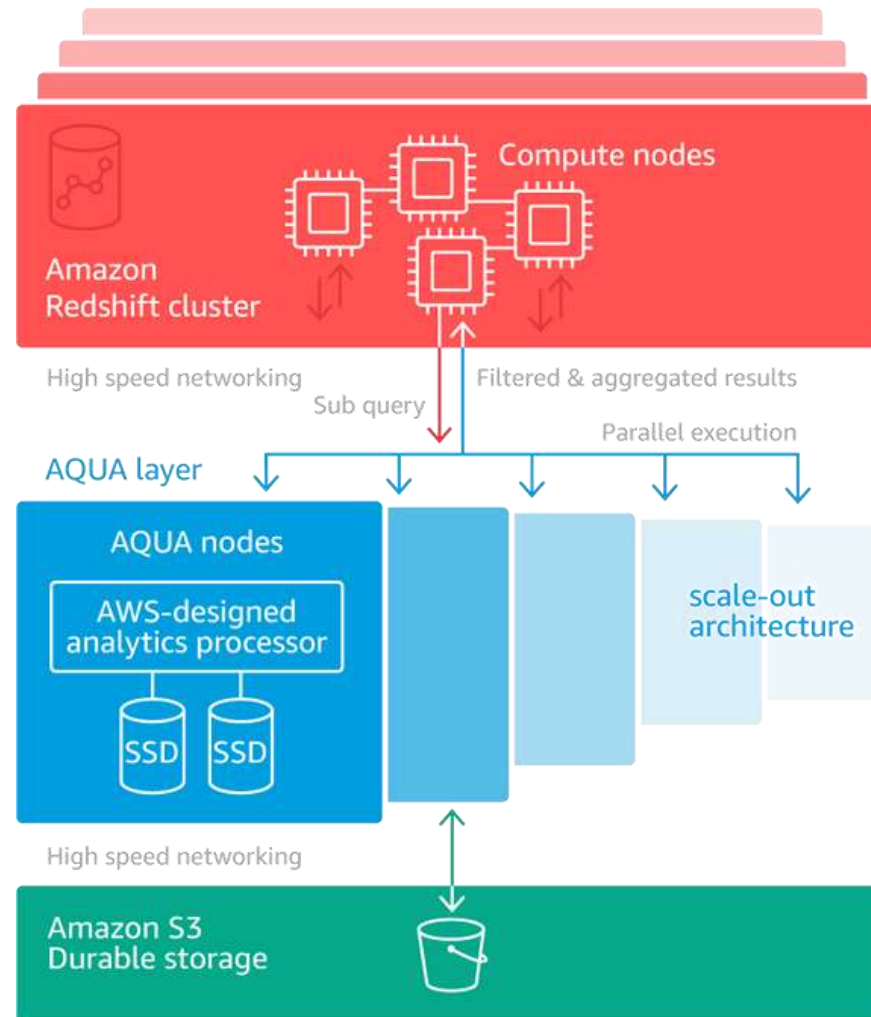 Compute nodes
Amazon
Redshift cluster
High speed networking
Filtered & aggregated results
Sub query
Parallel execution
AQUA layer
AQUA nodes
AWS-designed
analytics processor
SSD
SSD
scale-out
architecture
High speed networking
Amazon S3
Durable storage